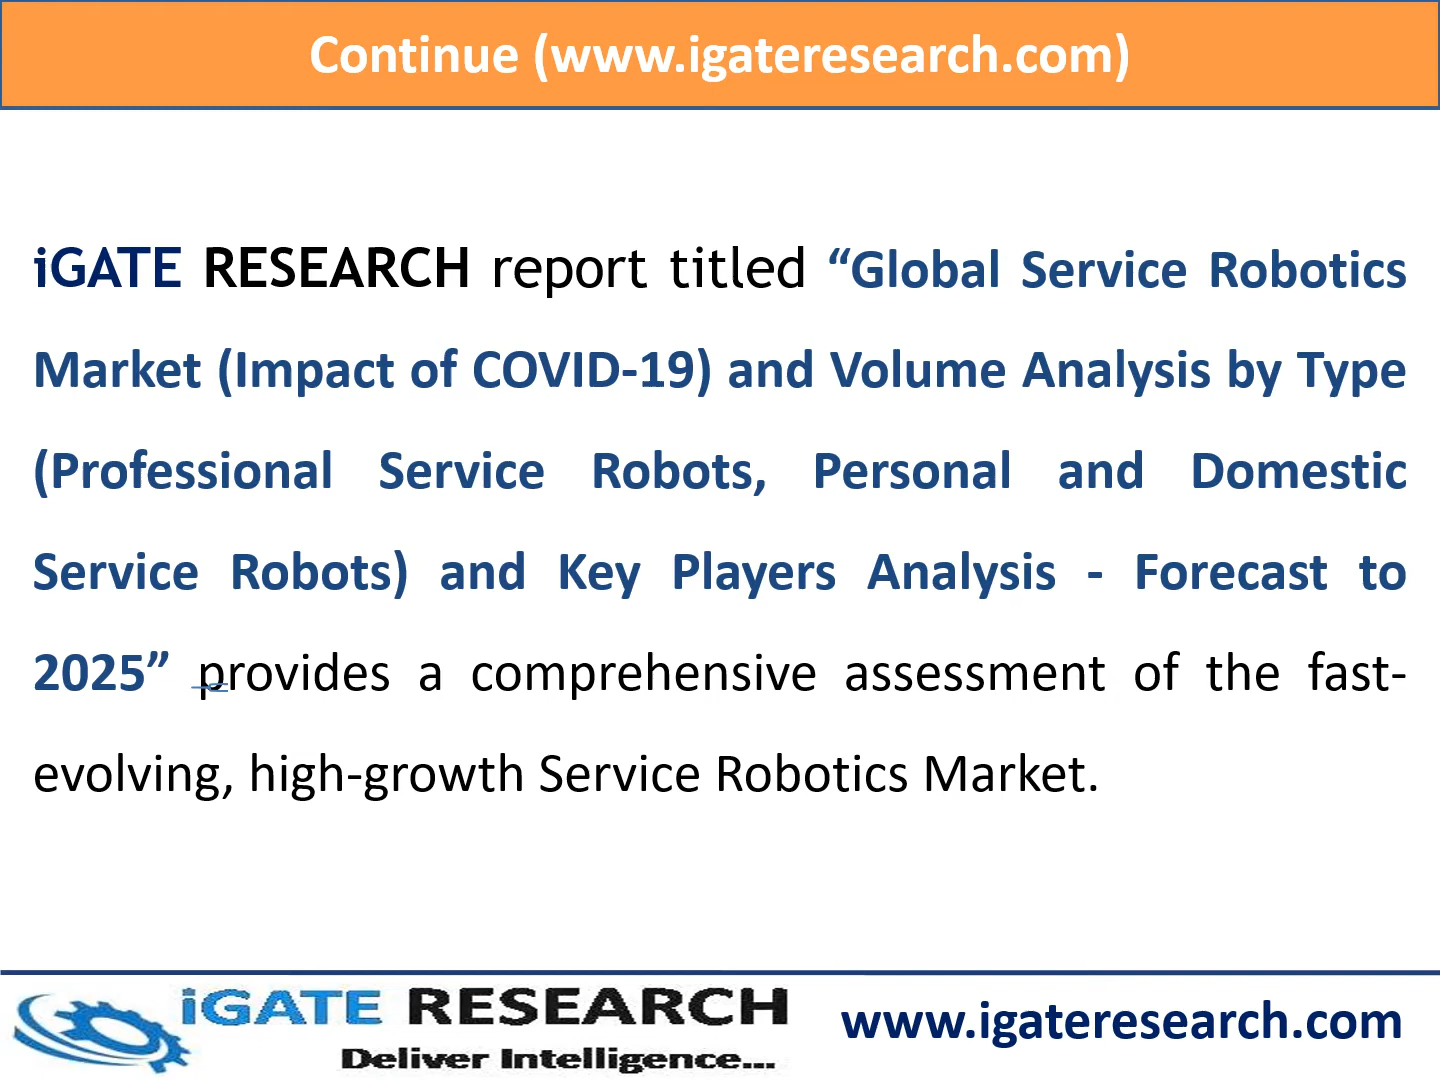 Continue (www.igateresearch.com)
iGATE RESEARCH report titled “Global Service Robotics
Market (Impact of COVID-19) and Volume Analysis by Type
(Professional Service Robots, Personal and Domestic
Service Robots) and Key Players Analysis - Forecast to
2025” provides a comprehensive assessment of the fast-
evolving, high-growth Service Robotics Market.
iGATE RESEARCH
Deliver Intelligence...
www.igateresearch.com